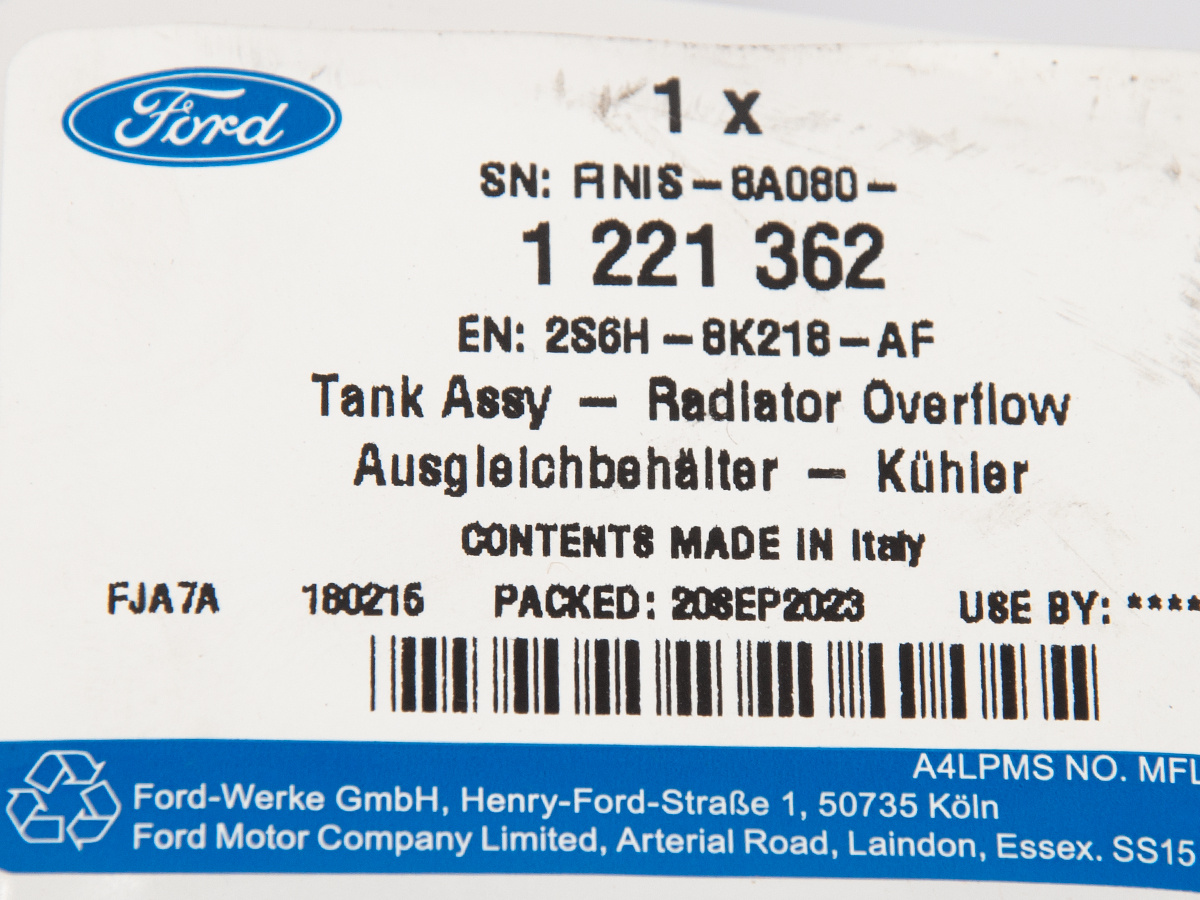 Ford
1 x
SN: FINIS-8A080-
1 221 362
EN: 2S6H-8K218-AF
Tank Assy - Radiator Overflow
Ausgleichbehälter - Kühler
CONTENTS MADE IN Italy
FJA7A 180215 PACKED: 20SEP2023 USE BY: ****
A4LPMS NO. MFL
Ford-Werke GmbH, Henry-Ford-Straße 1, 50735 Köln
Ford Motor Company Limited, Arterial Road, Laindon, Essex. SS15